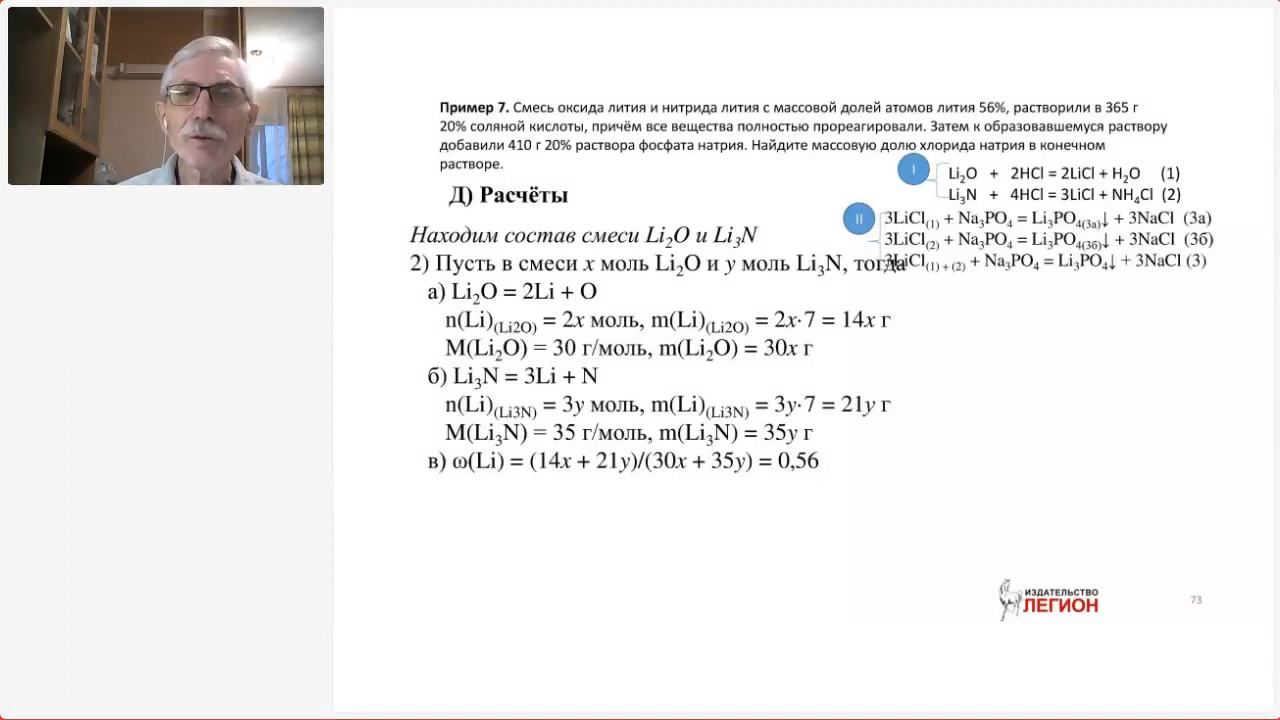 Пример 7. Смесь оксида лития и нитрида лития с массовой долей атомов лития 56%, растворили в 365 г
20% соляной кислоты, причём все вещества полностью прореагировали. Затем к образовавшемуся раствору
добавили 410 г 20% раствора фосфата натрия. Найдите массовую долю хлорида натрия в конечном
растворе.
I
Li₂O + 2HCl = 2LiCl + H₂O (1)
Li₃N + 4HCl = 3LiCl + NH₄Cl (2)
II
3LiCl₍₁₎ + Na₃PO₄ = Li₃PO₄₍₃ₐ₎↓ + 3NaCl (3а)
3LiCl₍₂₎ + Na₃PO₄ = Li₃PO₄₍₃б₎↓ + 3NaCl (3б)
3LiCl₍₁₎ ₊ ₍₂₎ + Na₃PO₄ = Li₃PO₄↓ + 3NaCl (3)
Д) Расчёты
Находим состав смеси Li₂O и Li₃N
2) Пусть в смеси x моль Li₂O и y моль Li₃N, тогда
а) Li₂O = 2Li + O
n(Li)(Li2O) = 2x моль, m(Li)(Li2O) = 2x·7 = 14x г
M(Li₂O) = 30 г/моль, m(Li₂O) = 30x г
б) Li₃N = 3Li + N
n(Li)(Li3N) = 3y моль, m(Li)(Li3N) = 3y·7 = 21y г
M(Li₃N) = 35 г/моль, m(Li₃N) = 35y г
в) ω(Li) = (14x + 21y)/(30x + 35y) = 0,56
ИЗДАТЕЛЬСТВО
ЛЕГИОН
73